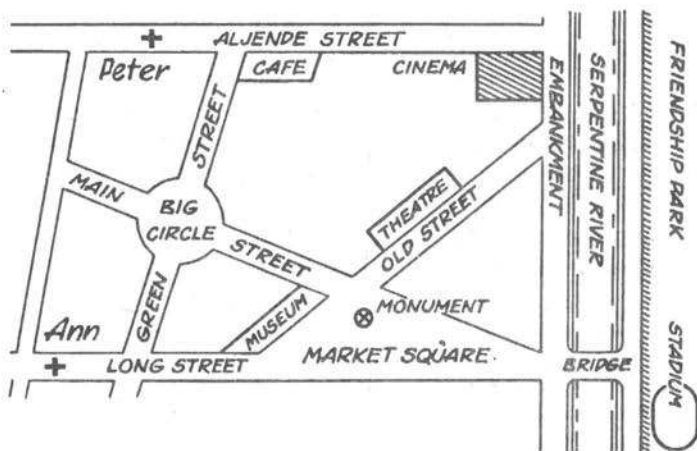 ALJENDE STREET
Peter
CAFE
CINEMA
EMBANKMENT
SERPENTINE RIVER
FRIENDSHIP PARK
STREET
MAIN
BIG
CIRCLE
STREET
THEATRE
OLD STREET
GREEN
MUSEUM
MONUMENT
Ann
LONG STREET
MARKET SQUARE
BRIDGE
STADIUM